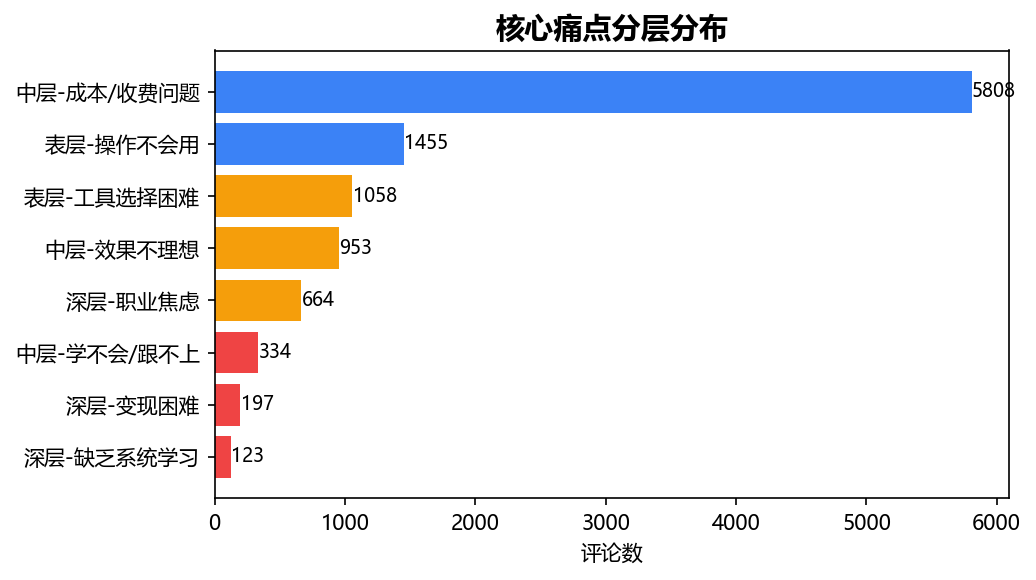 核心痛点分层分布
中层-成本/收费问题
5808
表层-操作不会用
1455
表层-工具选择困难
1058
中层-效果不理想
953
深层-职业焦虑
664
中层-学不会/跟不上
334
深层-变现困难
197
深层-缺乏系统学习
123
0 1000 2000 3000 4000 5000 6000
评论数